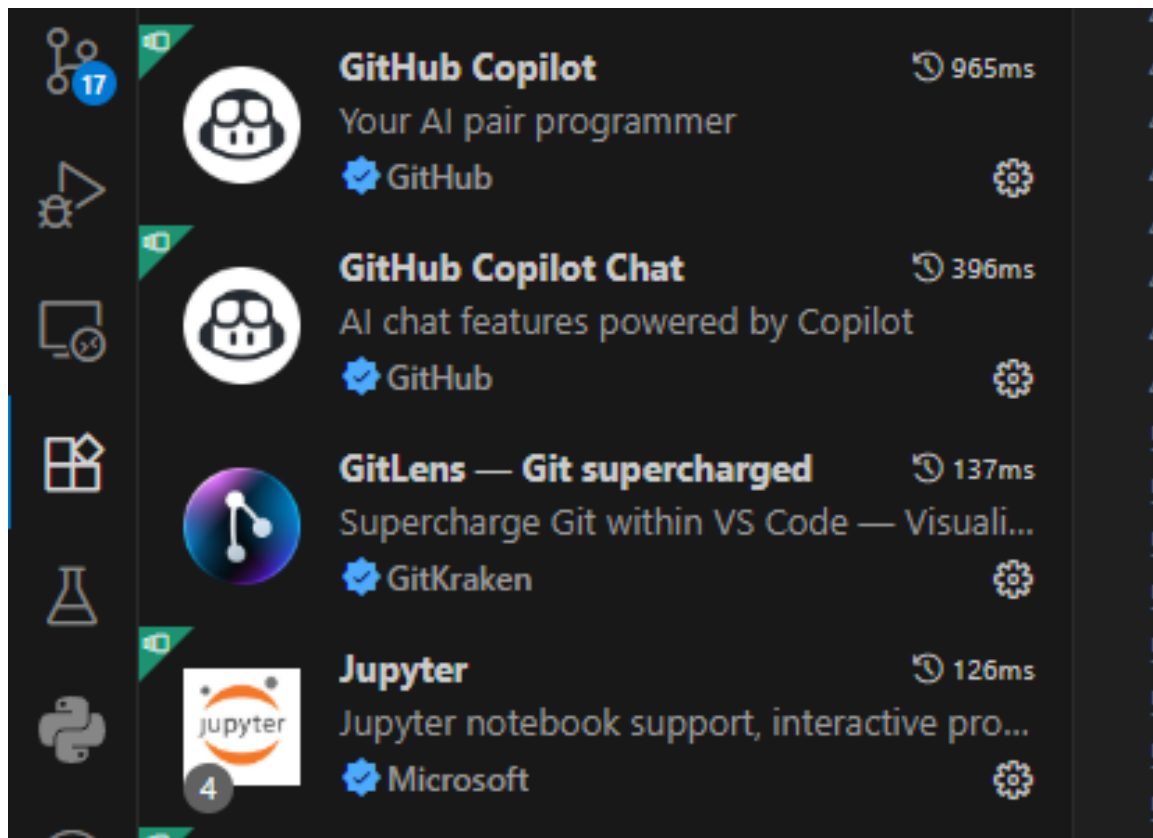 17
GitHub Copilot 965ms
Your AI pair programmer
GitHub
GitHub Copilot Chat 396ms
AI chat features powered by Copilot
GitHub
GitLens — Git supercharged 137ms
Supercharge Git within VS Code — Visuali...
GitKraken
Jupyter 126ms
jupyter
Jupyter notebook support, interactive pro...
4
Microsoft